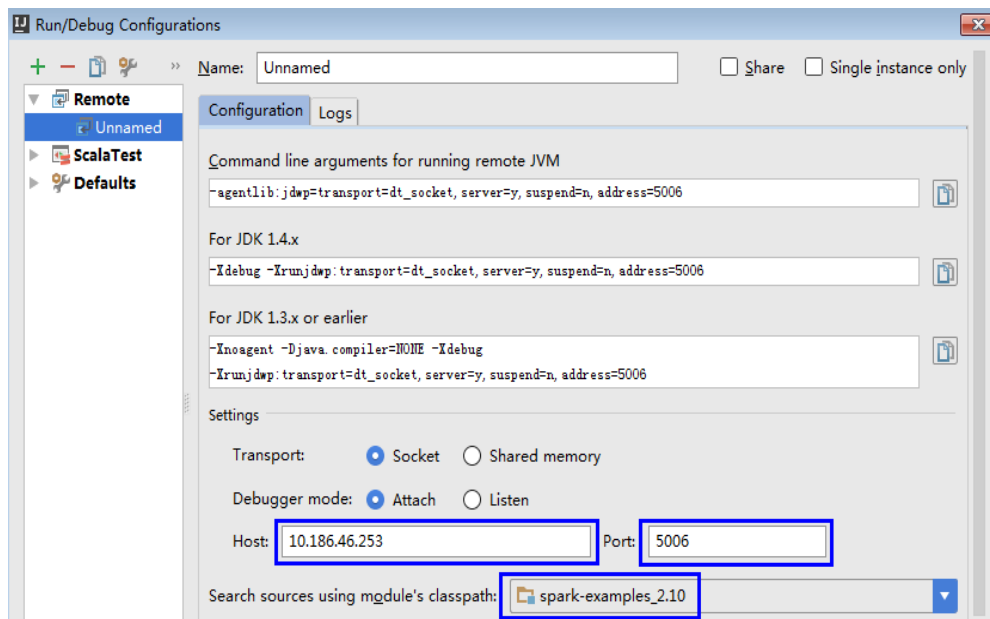 Run/Debug Configurations
Name: Unnamed Share Single instance only
Remote
Unnamed
ScalaTest
Defaults
Configuration Logs
Command line arguments for running remote JVM
-agentlib:jdwp=transport=dt_socket, server=y, suspend=n, address=5006
For JDK 1.4.x
-Xdebug -Xrunjdwp:transport=dt_socket, server=y, suspend=n, address=5006
For JDK 1.3.x or earlier
-Xnoagent -Djava.compiler=NONE -Xdebug
-Xrunjdwp:transport=dt_socket, server=y, suspend=n, address=5006
Settings
Transport: Socket Shared memory
Debugger mode: Attach Listen
Host: 10.186.46.253 Port: 5006
Search sources using module's classpath: spark-examples_2.10